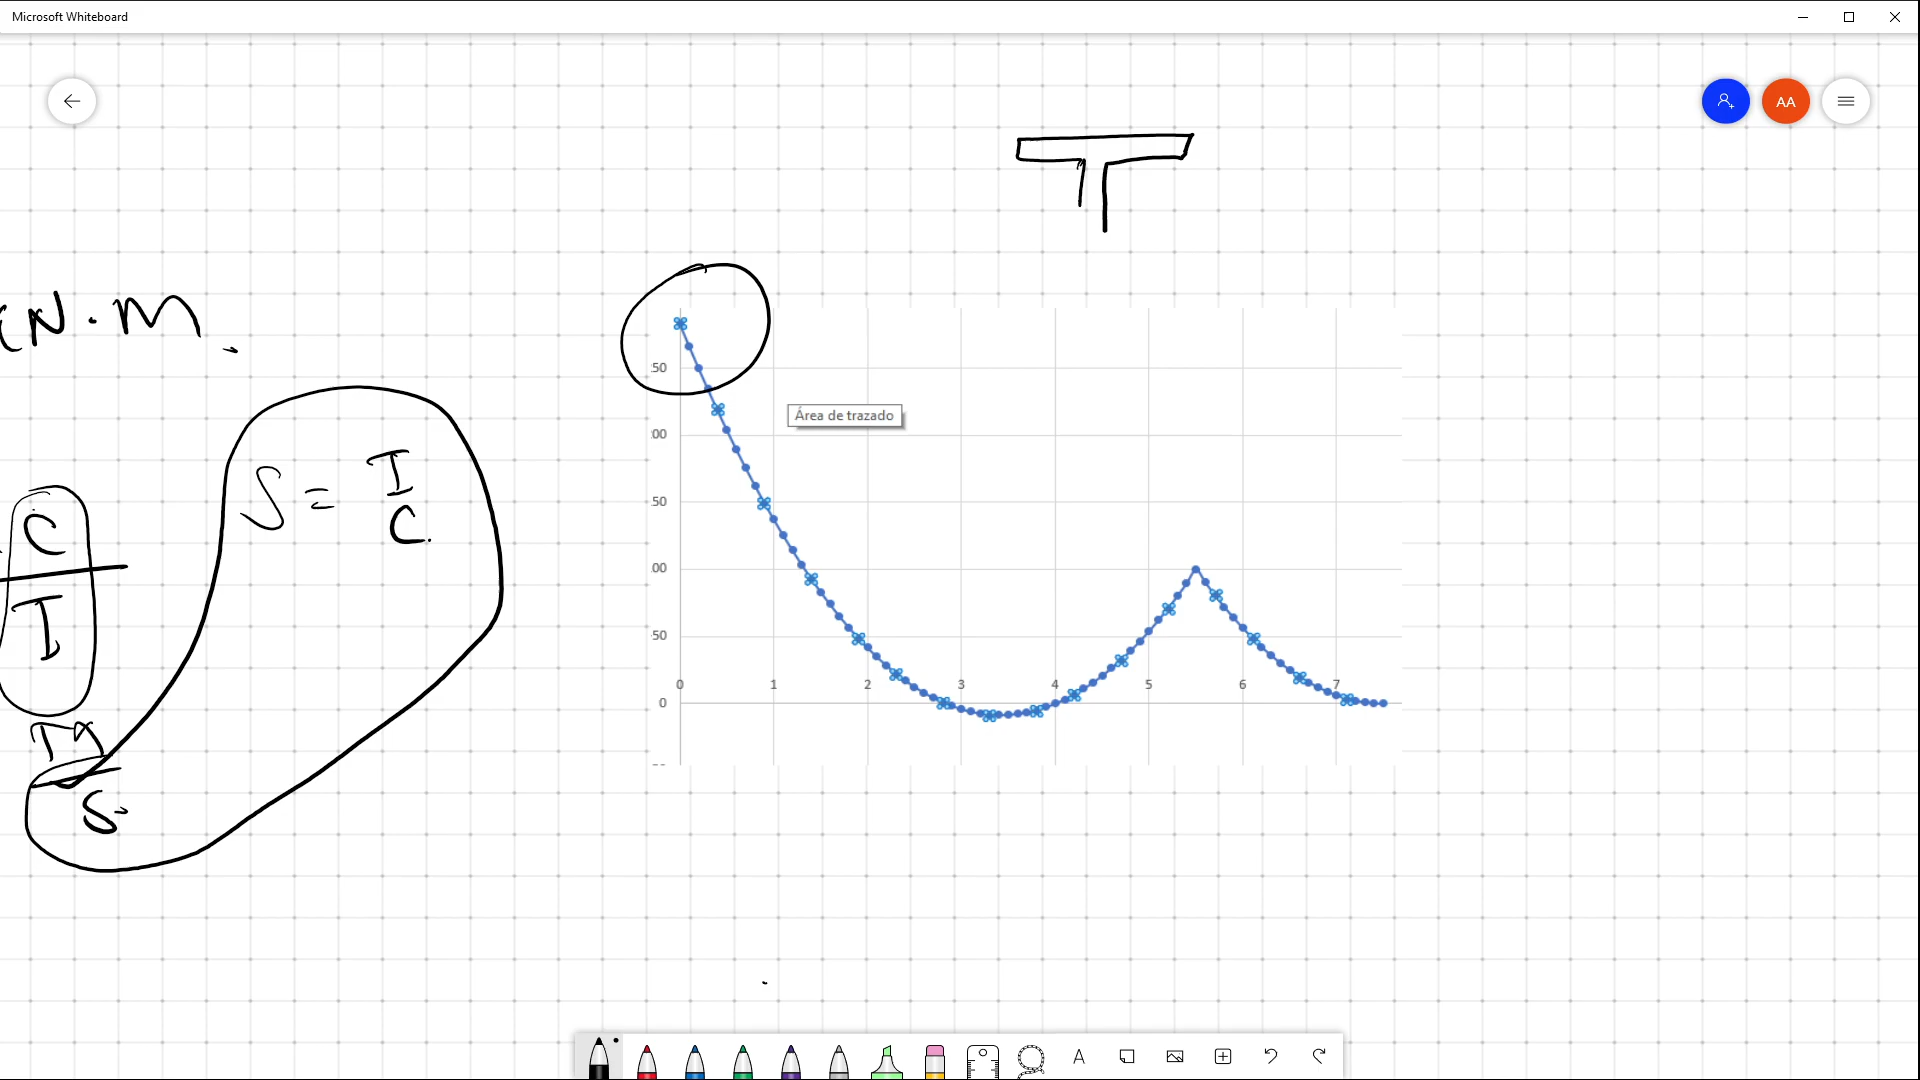 Microsoft Whiteboard
AA
N.M.
S = I
C.
C
I
M
S
50
00
50
00
50
0
0 1 2 3 4 5 6 7
Área de trazado
A